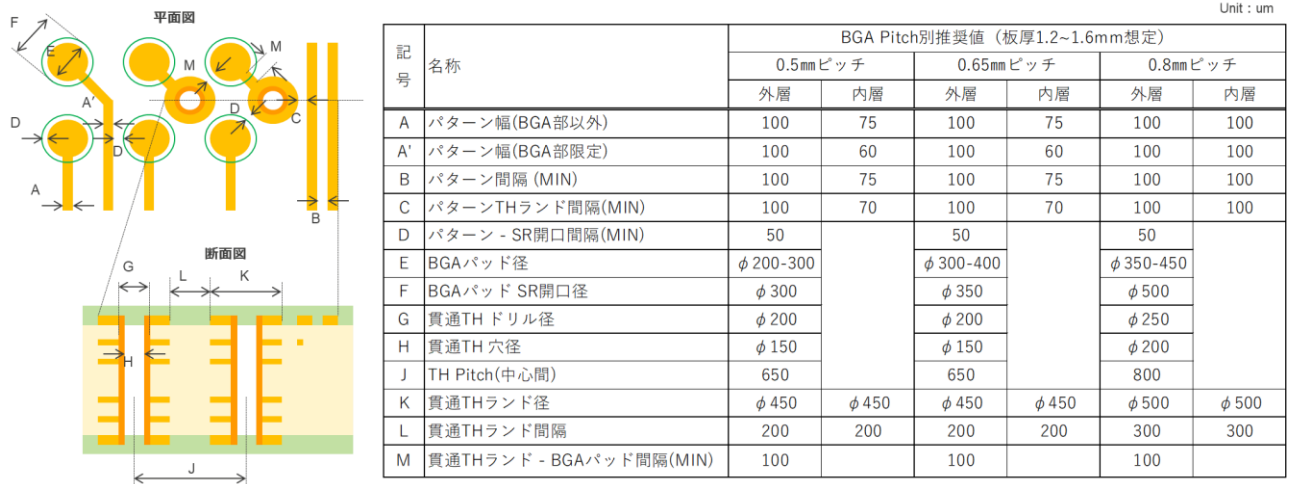 Unit : um
平面図
F
E
M
M
A'
D
C
D
D
A
B
断面図
G
L
K
H
J
記号 名称 BGA Pitch別推奨値（板厚1.2~1.6mm想定）
0.5㎜ピッチ 0.65㎜ピッチ 0.8㎜ピッチ
外層 内層 外層 内層 外層 内層
A パターン幅(BGA部以外) 100 75 100 75 100 100
A' パターン幅(BGA部限定) 100 60 100 60 100 100
B パターン間隔 (MIN) 100 75 100 75 100 100
C パターンTHランド間隔(MIN) 100 70 100 70 100 100
D パターン - SR開口間隔(MIN) 50 50 50
E BGAパッド径 φ200-300 φ300-400 φ350-450
F BGAパッド SR開口径 φ300 φ350 φ500
G 貫通TH ドリル径 φ200 φ200 φ250
H 貫通TH 穴径 φ150 φ150 φ200
J TH Pitch(中心間) 650 650 800
K 貫通THランド径 φ450 φ450 φ450 φ450 φ500 φ500
L 貫通THランド間隔 200 200 200 200 300 300
M 貫通THランド - BGAパッド間隔(MIN) 100 100 100